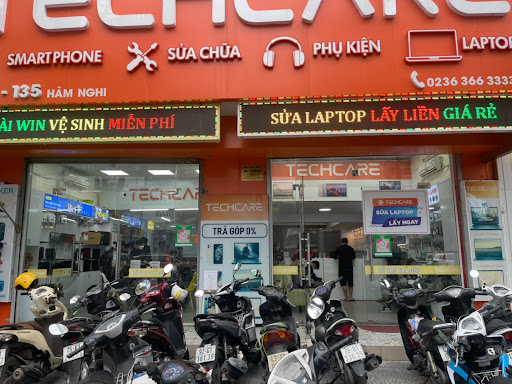 TECHCARE
SMARTPHONE
SỬA CHỮA
PHỤ KIỆN
LAPTOP
- 135 HÀM NGHI
0236 366 3333
ÀI WIN VỆ SINH MIỄN PHÍ
SỬA LAPTOP LẤY LIỀN GIÁ RẺ
TECHCARE
TECHCARE
TECHCARE
TRẢ GÓP 0%
TECHCARE
SỬA LAPTOP
LẤY NGAY
TECHCARE